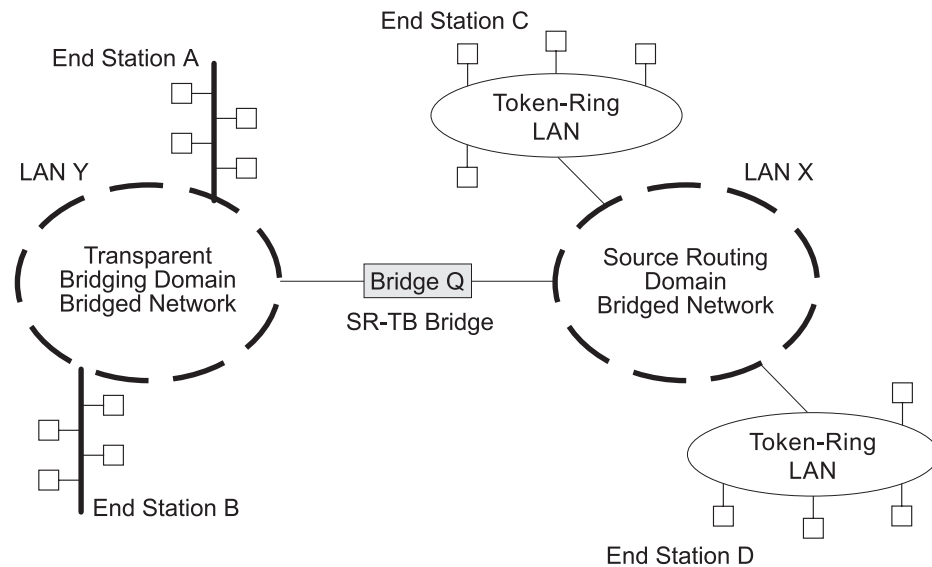 End Station C
End Station A
Token-Ring
LAN
LAN Y
LAN X
Transparent
Bridging Domain
Bridged Network
Bridge Q
SR-TB Bridge
Source Routing
Domain
Bridged Network
Token-Ring
LAN
End Station B
End Station D